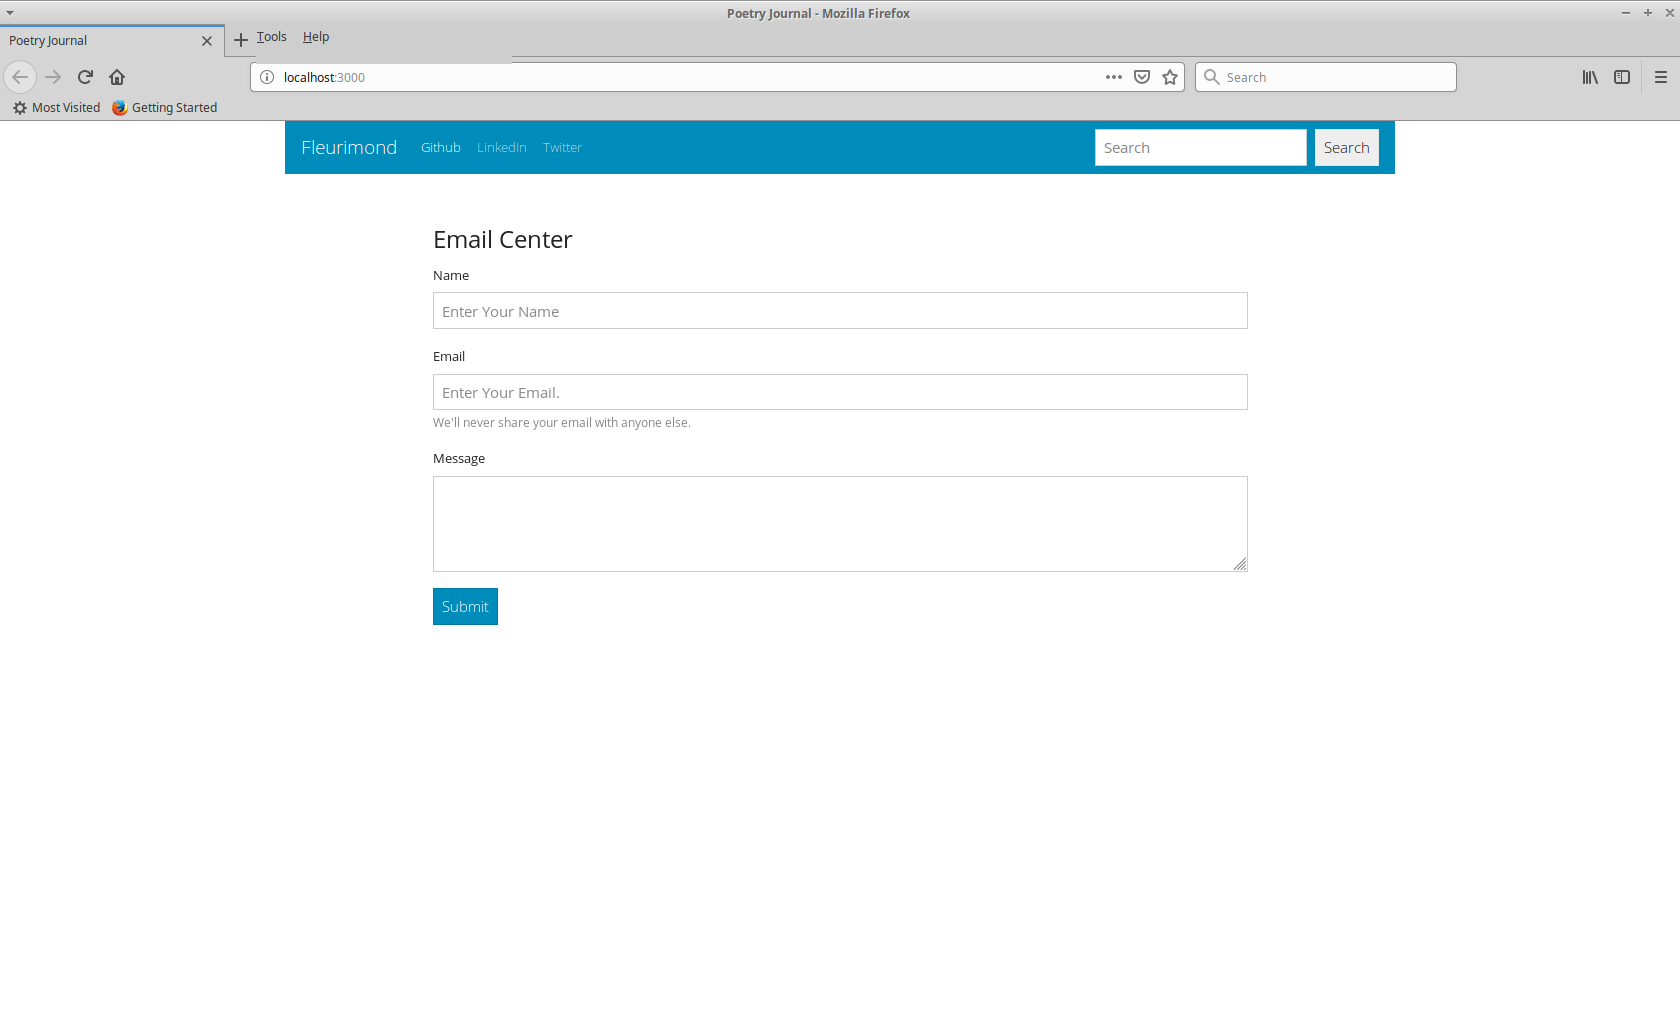 Poetry Journal - Mozilla Firefox
Poetry Journal
Tools Help
localhost:3000
Search
Most Visited Getting Started
Fleurimond Github LinkedIn Twitter Search Search
Email Center
Name
Enter Your Name
Email
Enter Your Email.
We'll never share your email with anyone else.
Message
Submit